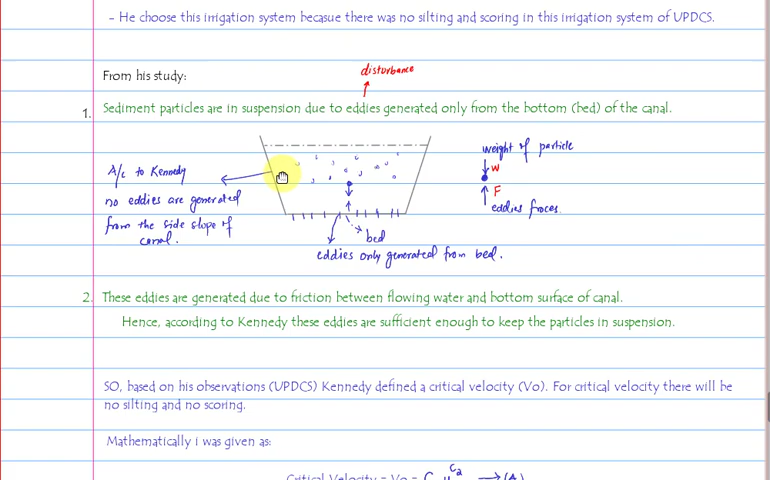 - He choose this irrigation system becasue there was no silting and scoring in this irrigation system of UPDCS.
From his study:
disturbance
1. Sediment particles are in suspension due to eddies generated only from the bottom (bed) of the canal.
A/c to Kennedy
no eddies are generated
from the side slope of
canal.
bed
eddies only generated from bed.
weight of particle
W
F
eddies froces.
2. These eddies are generated due to friction between flowing water and bottom surface of canal.
Hence, according to Kennedy these eddies are sufficient enough to keep the particles in suspension.
SO, based on his observations (UPDCS) Kennedy defined a critical velocity (Vo). For critical velocity there will be
no silting and no scoring.
Mathematically i was given as:
Critical Velocity = Vo =